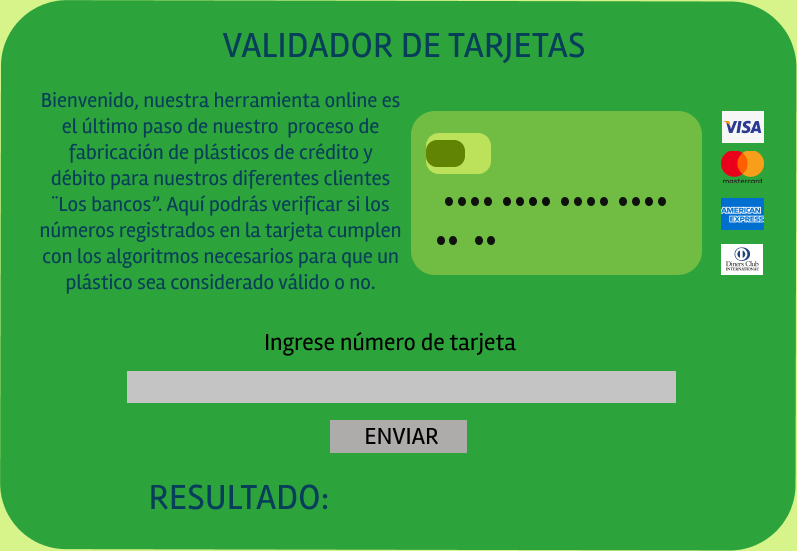 VALIDADOR DE TARJETAS
Bienvenido, nuestra herramienta online es
el último paso de nuestro proceso de
fabricación de plásticos de crédito y
débito para nuestros diferentes clientes
¨Los bancos”. Aquí podrás verificar si los
números registrados en la tarjeta cumplen
con los algoritmos necesarios para que un
plástico sea considerado válido o no.
VISA
mastercard
AMERICAN
EXPRESS
Diners Club
INTERNATIONAL
Ingrese número de tarjeta
ENVIAR
RESULTADO: